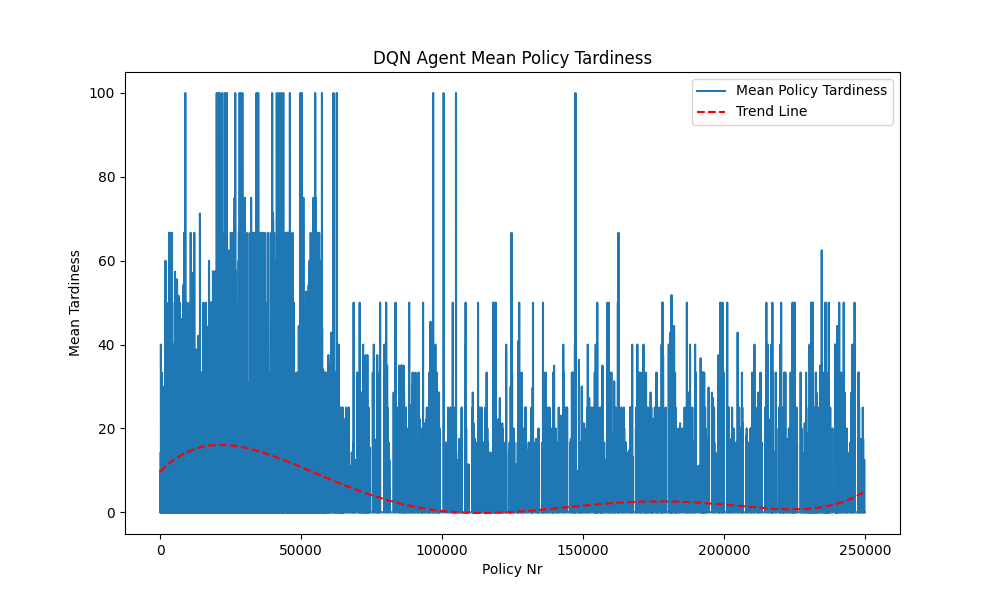 DQN Agent Mean Policy Tardiness
Mean Policy Tardiness
Trend Line
Mean Tardiness
100
80
60
40
20
0
0 50000 100000 150000 200000 250000
Policy Nr